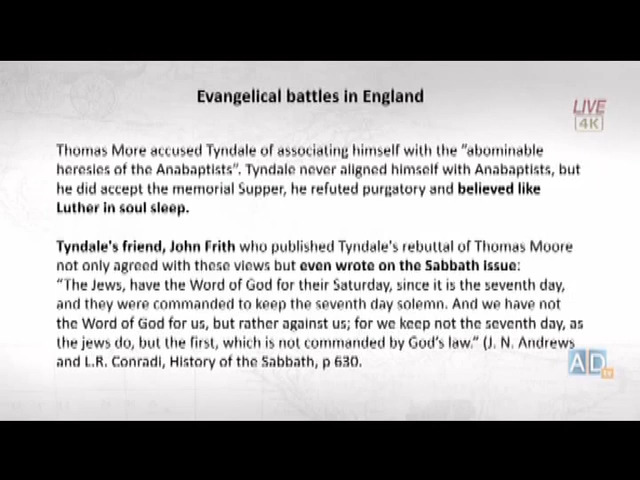 Evangelical battles in England
LIVE
4K
Thomas More accused Tyndale of associating himself with the "abominable
heresies of the Anabaptists". Tyndale never aligned himself with Anabaptists, but
he did accept the memorial Supper, he refuted purgatory and believed like
Luther in soul sleep.
Tyndale's friend, John Frith who published Tyndale's rebuttal of Thomas Moore
not only agreed with these views but even wrote on the Sabbath issue:
"The Jews, have the Word of God for their Saturday, since it is the seventh day,
and they were commanded to keep the seventh day solemn. And we have not
the Word of God for us, but rather against us; for we keep not the seventh day, as
the jews do, but the first, which is not commanded by God's law." (J. N. Andrews
and L.R. Conradi, History of the Sabbath, p 630.
AD
TV